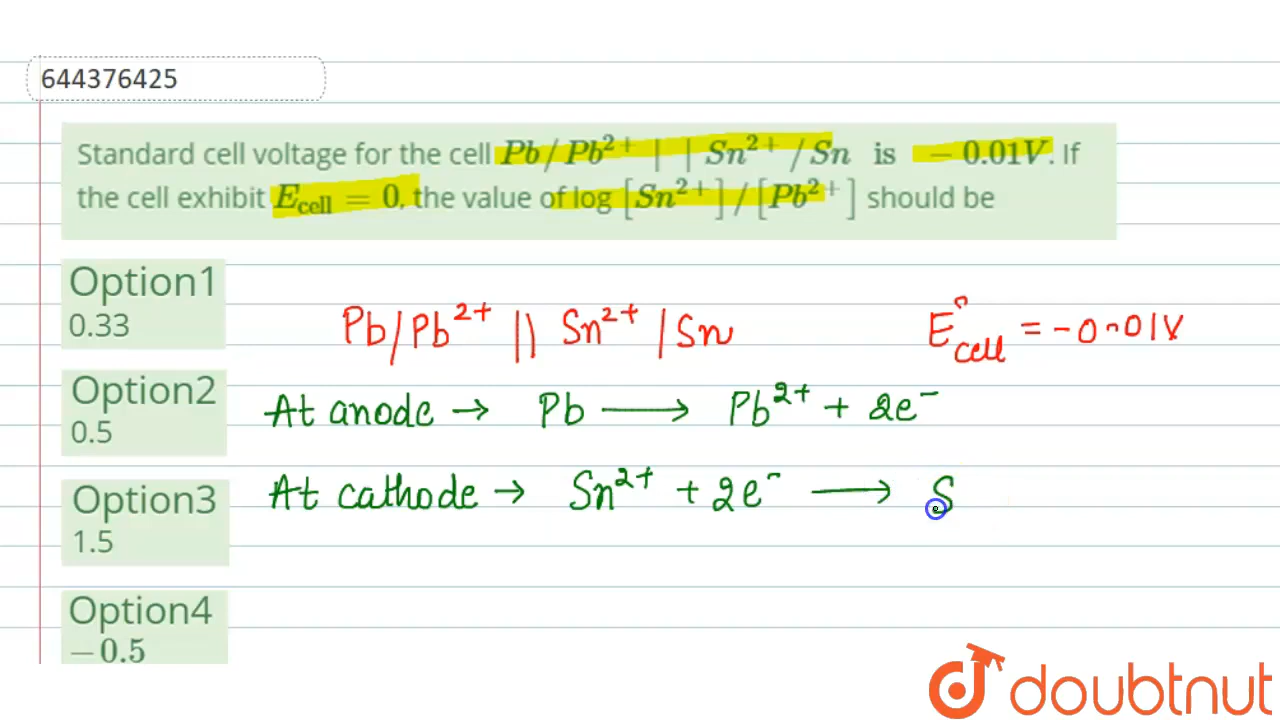 644376425
Standard cell voltage for the cell Pb/Pb²⁺ | | Sn²⁺/Sn is −0.01V. If
the cell exhibit E_cell = 0, the value of log [Sn²⁺]/[Pb²⁺] should be
Option1
0.33
Pb/Pb²⁺ || Sn²⁺/Sn E°cell = -0.01V
Option2
0.5
At anode → Pb ⟶ Pb²⁺ + 2e⁻
Option3
1.5
At cathode → Sn²⁺ + 2e⁻ ⟶ S
Option4
−0.5
doubtnut